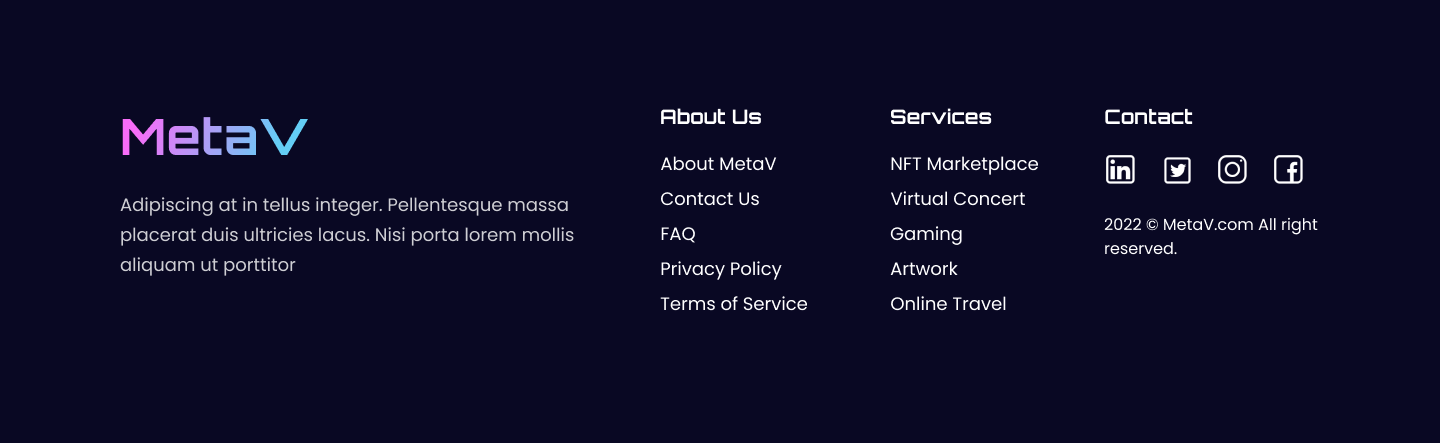 MetaV
Adipiscing at in tellus integer. Pellentesque massa
placerat duis ultricies lacus. Nisi porta lorem mollis
aliquam ut porttitor
About Us
About MetaV
Contact Us
FAQ
Privacy Policy
Terms of Service
Services
NFT Marketplace
Virtual Concert
Gaming
Artwork
Online Travel
Contact
2022 © MetaV.com All right
reserved.